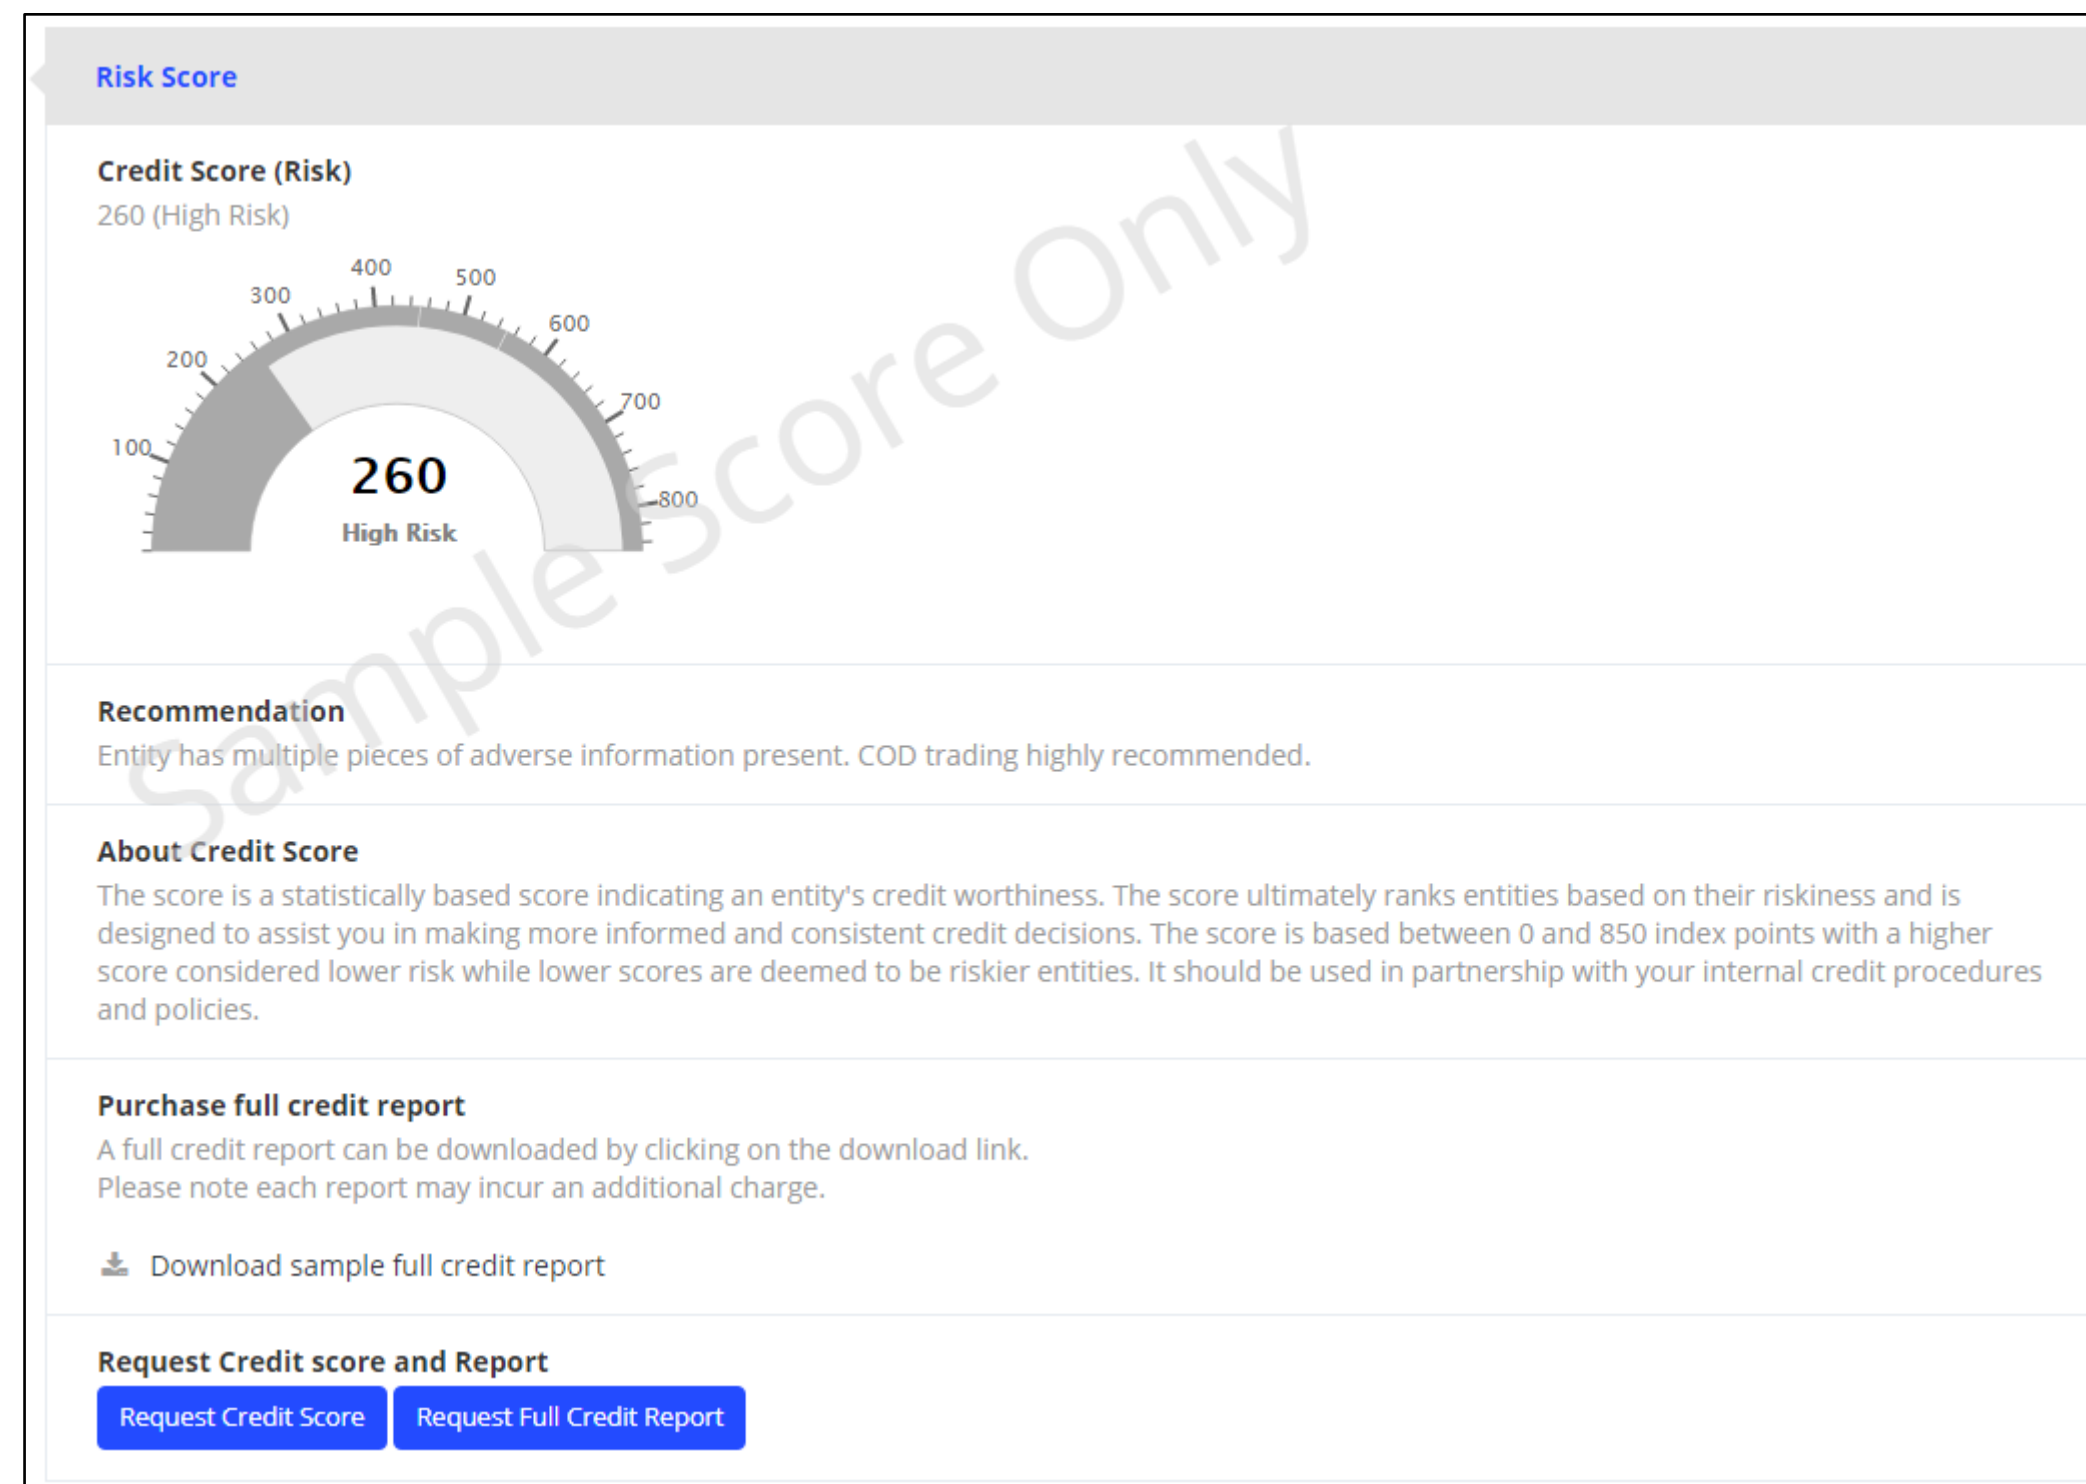 Risk Score
Credit Score (Risk)
260 (High Risk)
100
200
300
400
500
600
700
800
260
High Risk
Sample Score Only
Recommendation
Entity has multiple pieces of adverse information present. COD trading highly recommended.
About Credit Score
The score is a statistically based score indicating an entity's credit worthiness. The score ultimately ranks entities based on their riskiness and is
designed to assist you in making more informed and consistent credit decisions. The score is based between 0 and 850 index points with a higher
score considered lower risk while lower scores are deemed to be riskier entities. It should be used in partnership with your internal credit procedures
and policies.
Purchase full credit report
A full credit report can be downloaded by clicking on the download link.
Please note each report may incur an additional charge.
Download sample full credit report
Request Credit score and Report
Request Credit Score
Request Full Credit Report